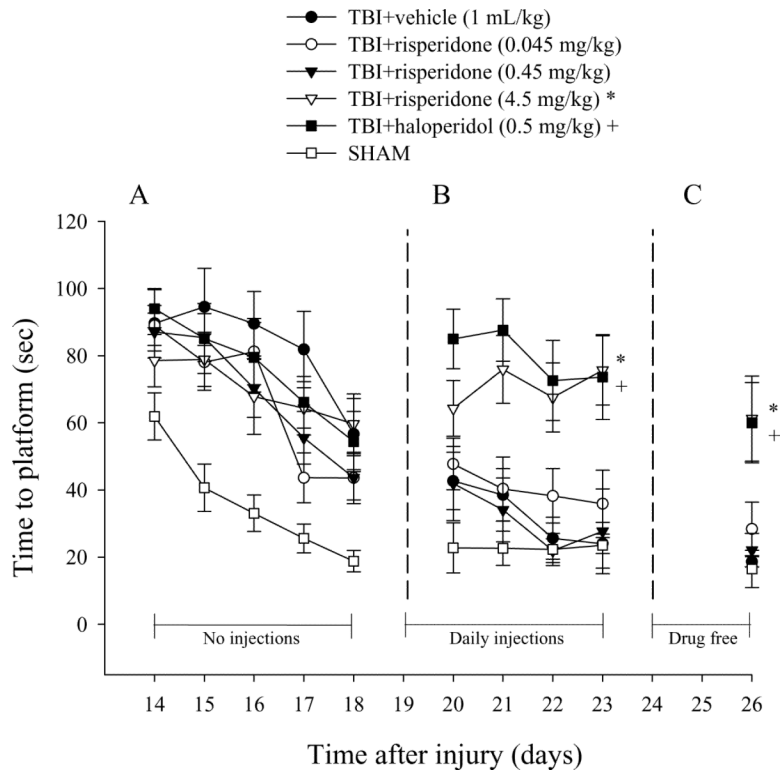 TBI+vehicle (1 mL/kg)
TBI+risperidone (0.045 mg/kg)
TBI+risperidone (0.45 mg/kg)
TBI+risperidone (4.5 mg/kg) *
TBI+haloperidol (0.5 mg/kg) +
SHAM
A B C
120
100
80
60
40
20
0
Time to platform (sec)
*
+
*
+
No injections Daily injections Drug free
14 15 16 17 18 19 20 21 22 23 24 25 26
Time after injury (days)